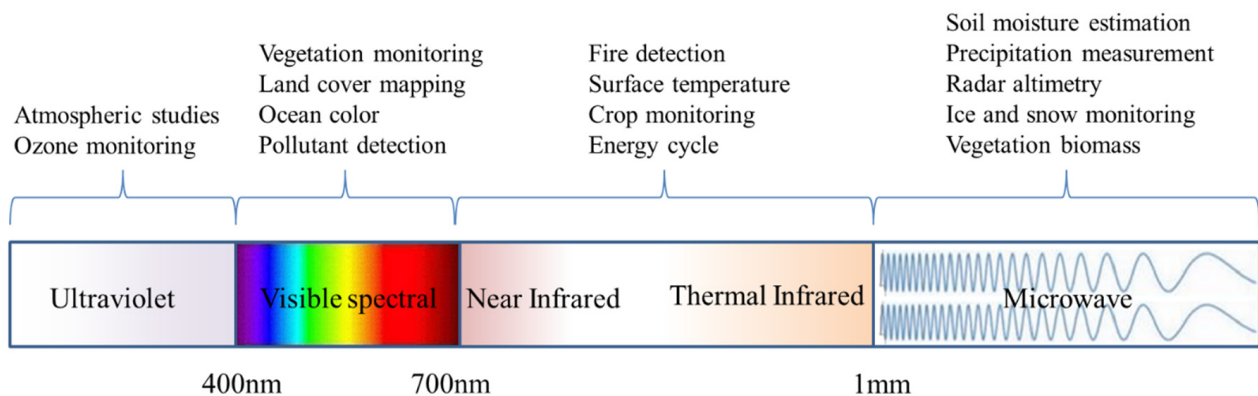 Atmospheric studies
Ozone monitoring
Vegetation monitoring
Land cover mapping
Ocean color
Pollutant detection
Fire detection
Surface temperature
Crop monitoring
Energy cycle
Soil moisture estimation
Precipitation measurement
Radar altimetry
Ice and snow monitoring
Vegetation biomass
Ultraviolet
Visible spectral
Near Infrared
Thermal Infrared
Microwave
400nm
700nm
1mm